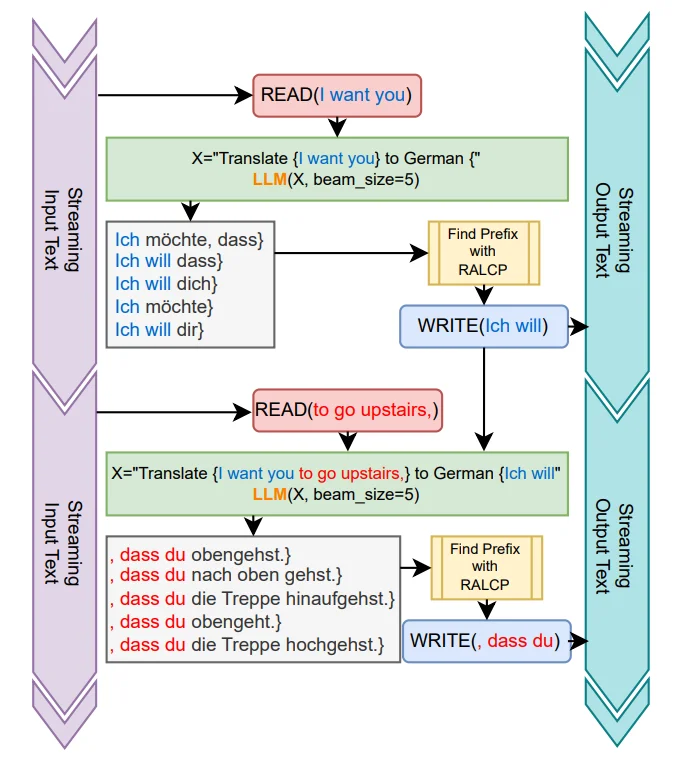 Streaming
Input Text
Streaming
Output Text
READ(I want you)
X="Translate {I want you} to German {"
LLM(X, beam_size=5)
Ich möchte, dass}
Ich will dass}
Ich will dich}
Ich möchte}
Ich will dir}
Find Prefix
with
RALCP
WRITE(Ich will)
Streaming
Input Text
Streaming
Output Text
READ(to go upstairs,)
X="Translate {I want you to go upstairs,} to German {Ich will"
LLM(X, beam_size=5)
, dass du obengehst.}
, dass du nach oben gehst.}
, dass du die Treppe hinaufgehst.}
, dass du obengeht.}
, dass du die Treppe hochgehst.}
Find Prefix
with
RALCP
WRITE(, dass du)